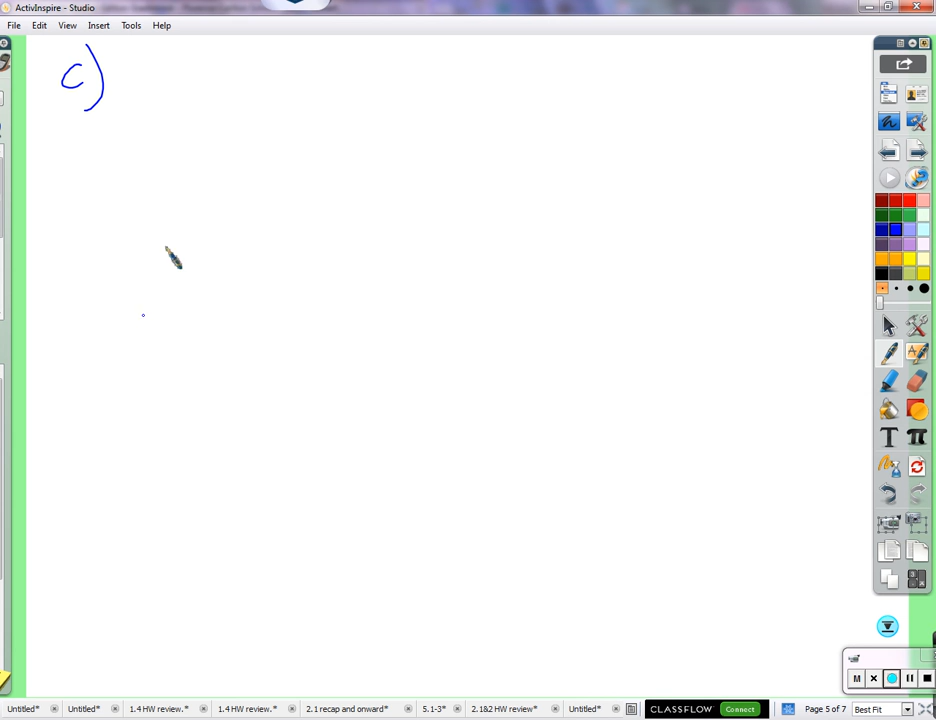 ActivInspire - Studio
File Edit View Insert Tools Help
c)
Untitled* Untitled* 1.4 HW review.* 1.4 HW review.* 2.1 recap and onward* 5.1-3* 2.1&2 HW review* Untitled* CLASSFLOW Connect Page 5 of 7 Best Fit
M